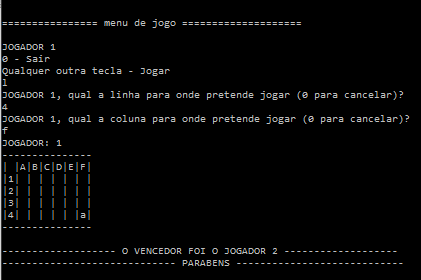 ================ menu de jogo ====================
JOGADOR 1
0 - Sair
Qualquer outra tecla - Jogar
l
JOGADOR 1, qual a linha para onde pretende jogar (0 para cancelar)?
4
JOGADOR 1, qual a coluna para onde pretende jogar (0 para cancelar)?
f
JOGADOR: 1
---------------
| |A|B|C|D|E|F|
|1| | | | | | |
|2| | | | | | |
|3| | | | | | |
|4| | | | | |a|
---------------
------------------- O VENCEDOR FOI O JOGADOR 2 -------------------
----------------------------- PARABENS ----------------------------